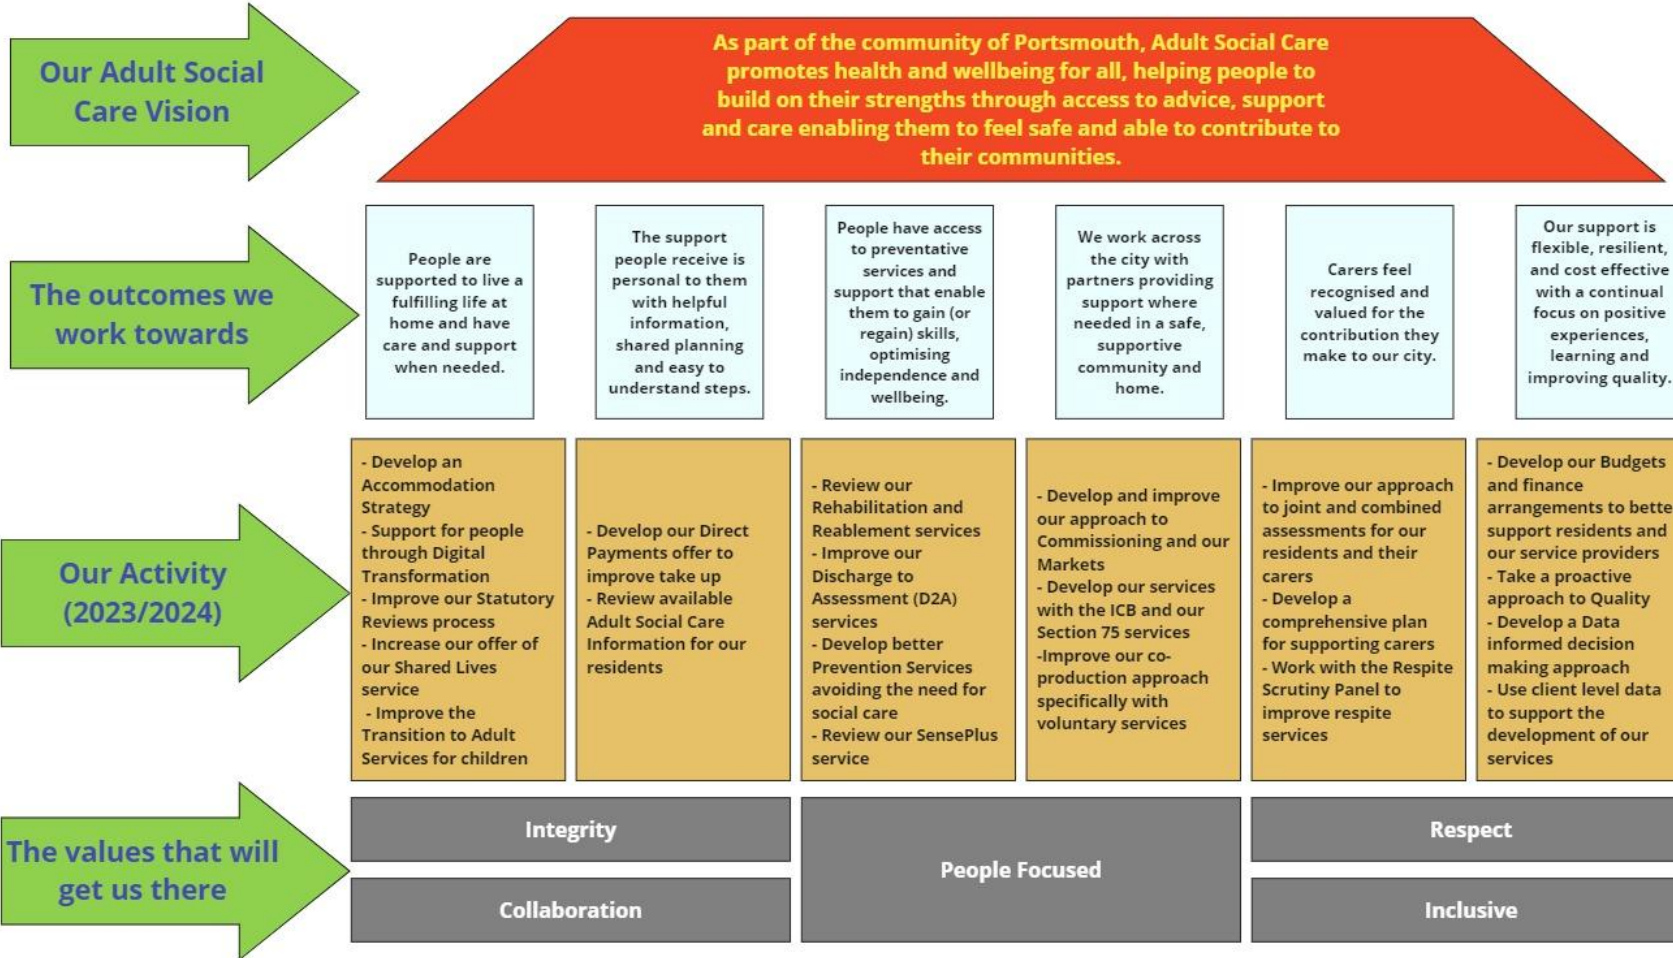 Our Adult Social
Care Vision
As part of the community of Portsmouth, Adult Social Care
promotes health and wellbeing for all, helping people to
build on their strengths through access to advice, support
and care enabling them to feel safe and able to contribute to
their communities.
The outcomes we
work towards
People are
supported to live a
fulfilling life at
home and have
care and support
when needed.
The support
people receive is
personal to them
with helpful
information,
shared planning
and easy to
understand steps.
People have access
to preventative
services and
support that enable
them to gain (or
regain) skills,
optimising
independence and
wellbeing.
We work across
the city with
partners providing
support where
needed in a safe,
supportive
community and
home.
Carers feel
recognised and
valued for the
contribution they
make to our city.
Our support is
flexible, resilient,
and cost effective
with a continual
focus on positive
experiences,
learning and
improving quality.
Our Activity
(2023/2024)
- Develop an
Accommodation
Strategy
- Support for people
through Digital
Transformation
- Improve our Statutory
Reviews process
- Increase our offer of
our Shared Lives
service
- Improve the
Transition to Adult
Services for children
- Develop our Direct
Payments offer to
improve take up
- Review available
Adult Social Care
Information for our
residents
- Review our
Rehabilitation and
Reablement services
- Improve our
Discharge to
Assessment (D2A)
services
- Develop better
Prevention Services
avoiding the need for
social care
- Review our SensePlus
service
- Develop and improve
our approach to
Commissioning and our
Markets
- Develop our services
with the ICB and our
Section 75 services
-Improve our co-
production approach
specifically with
voluntary services
- Improve our approach
to joint and combined
assessments for our
residents and their
carers
- Develop a
comprehensive plan
for supporting carers
- Work with the Respite
Scrutiny Panel to
improve respite
services
- Develop our Budgets
and finance
arrangements to bette
support residents and
our service providers
- Take a proactive
approach to Quality
- Develop a Data
informed decision
making approach
- Use client level data
to support the
development of our
services
The values that will
get us there
Integrity
Collaboration
People Focused
Respect
Inclusive